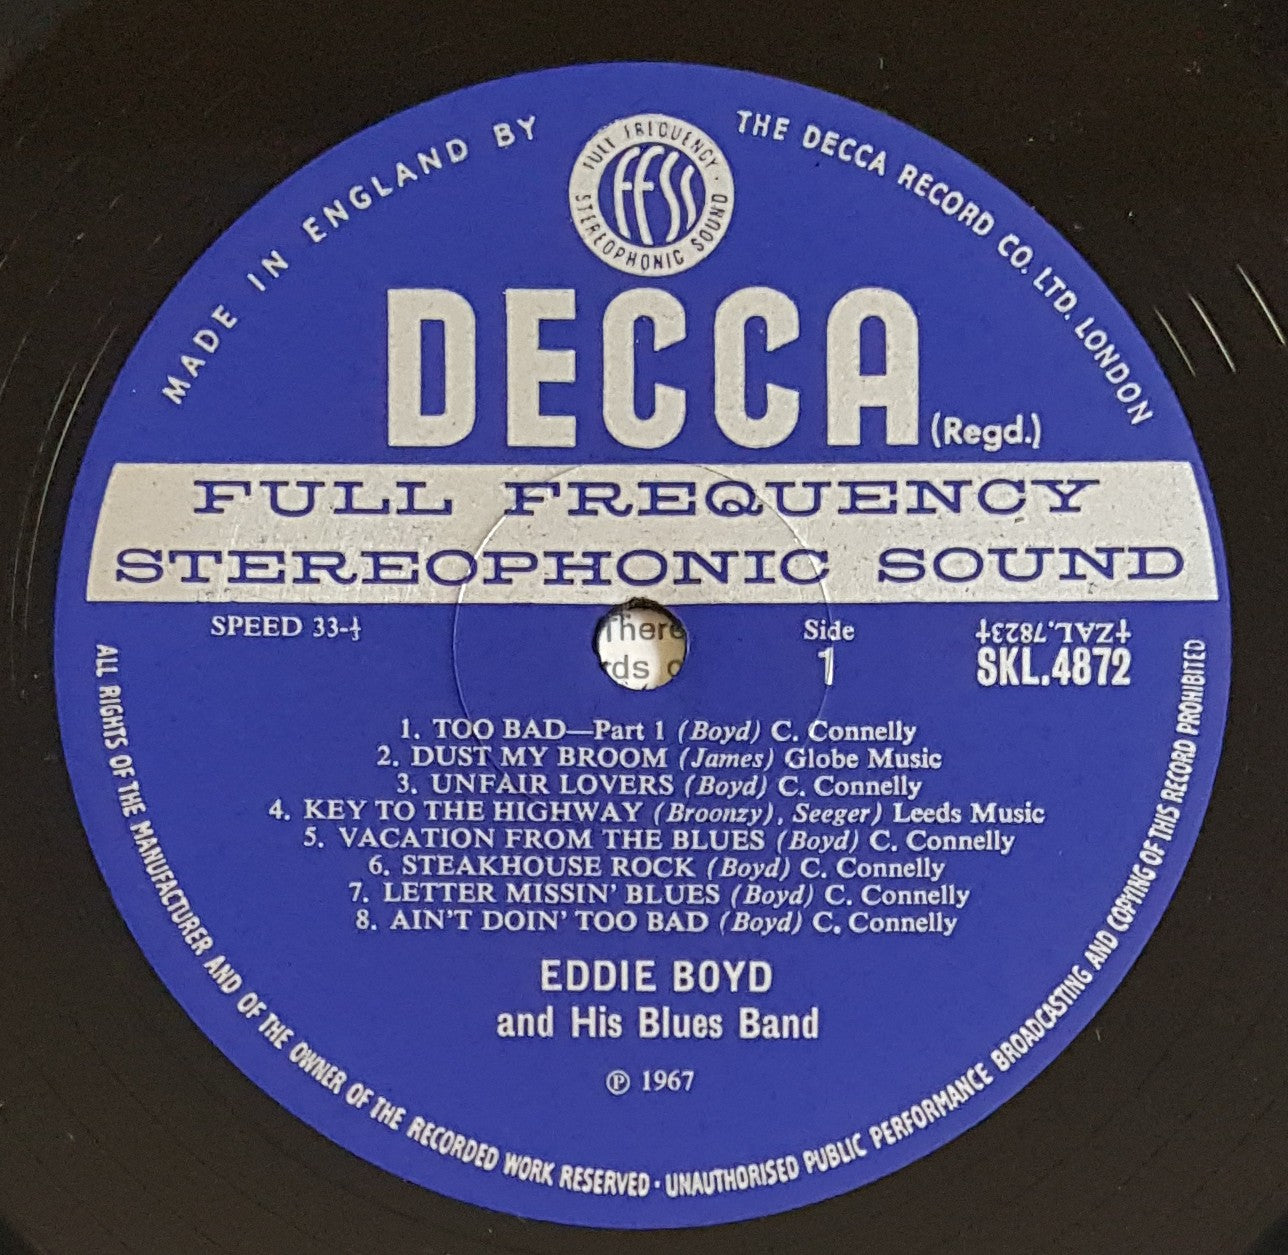 MADE IN ENGLAND BY
THE DECCA RECORD CO. LTD. LONDON
FULL FREQUENCY · STEREOPHONIC SOUND
FFSS
DECCA (Regd.)
FULL FREQUENCY
STEREOPHONIC SOUND
SPEED 33-⅓
There
rds
Side
1
‡ZAL.7823‡
SKL.4872
1. TOO BAD—Part 1 (Boyd) C. Connelly
2. DUST MY BROOM (James) Globe Music
3. UNFAIR LOVERS (Boyd) C. Connelly
4. KEY TO THE HIGHWAY (Broonzy), Seeger) Leeds Music
5. VACATION FROM THE BLUES (Boyd) C. Connelly
6. STEAKHOUSE ROCK (Boyd) C. Connelly
7. LETTER MISSIN' BLUES (Boyd) C. Connelly
8. AIN'T DOIN' TOO BAD (Boyd) C. Connelly
EDDIE BOYD
and His Blues Band
℗ 1967
ALL RIGHTS OF THE MANUFACTURER AND OF THE OWNER OF THE RECORDED WORK RESERVED · UNAUTHORISED PUBLIC PERFORMANCE BROADCASTING AND COPYING OF THIS RECORD PROHIBITED